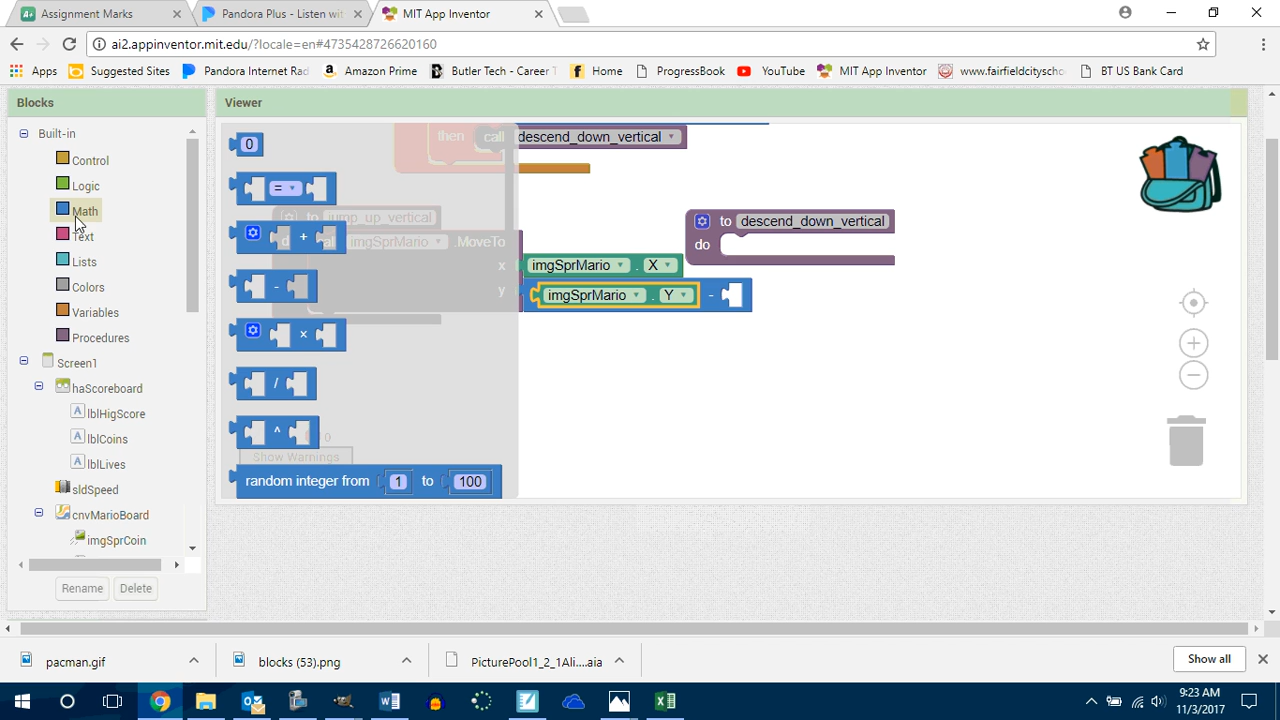 Assignment Marks
Pandora Plus - Listen wit
MIT App Inventor
ai2.appinventor.mit.edu/?locale=en#4735428726620160
Apps
Suggested Sites
Pandora Internet Rad
Amazon Prime
Butler Tech - Career T
Home
ProgressBook
YouTube
MIT App Inventor
www.fairfieldcityscho
BT US Bank Card
Blocks
Viewer
Built-in
Control
Logic
Math
Text
Lists
Colors
Variables
Procedures
Screen1
haScoreboard
lblHigScore
lblCoins
lblLives
sldSpeed
cnvMarioBoard
imgSprCoin
Rename
Delete
then call descend_down_vertical
0
=
to jump_up_vertical
+
imgSprMario .MoveTo
x imgSprMario . X
y imgSprMario . Y -
-
×
/
^
0
Show Warnings
random integer from 1 to 100
to descend_down_vertical
do
pacman.gif
blocks (53).png
PicturePool1_2_1Ali....aia
Show all
9:23 AM
11/3/2017